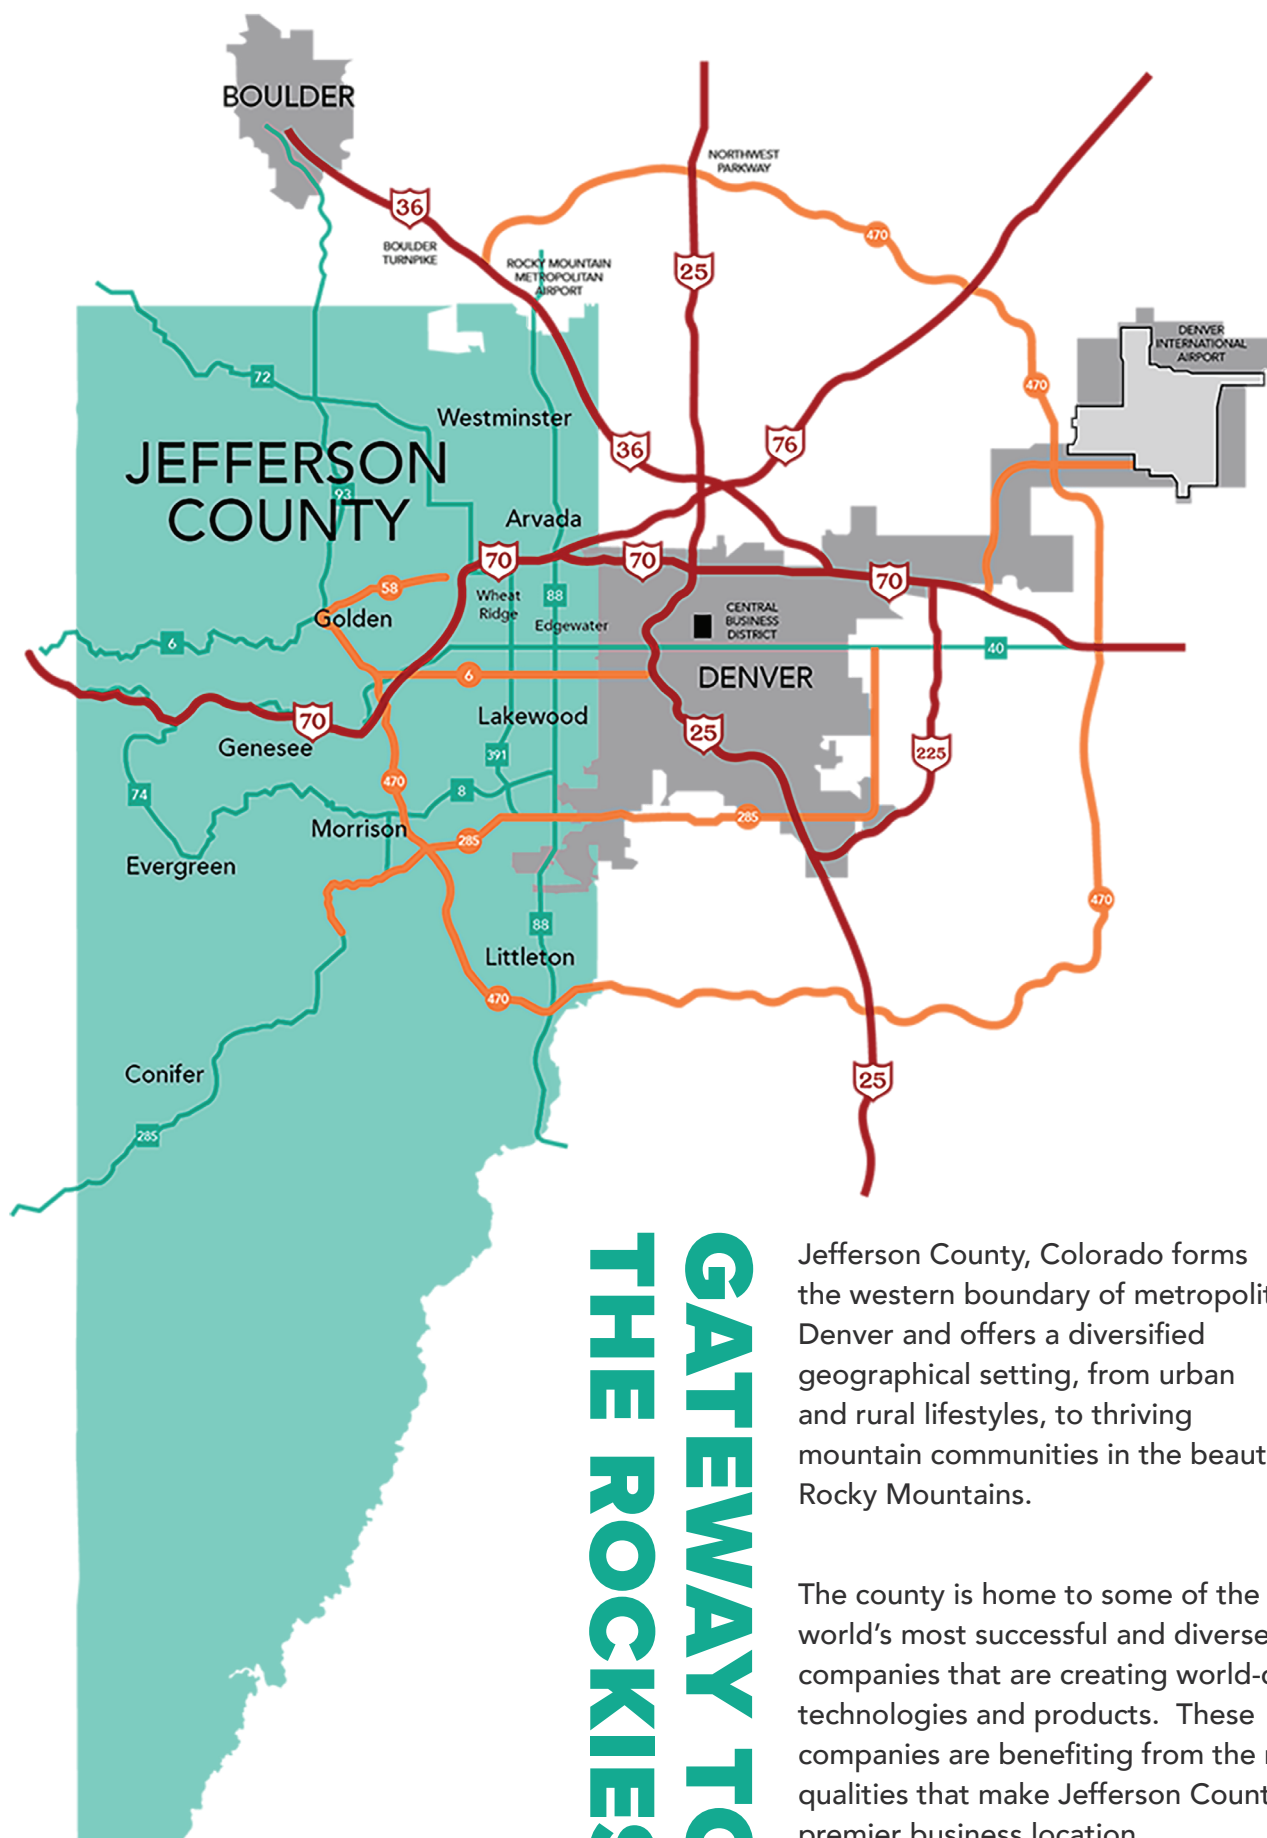 BOULDER
NORTHWEST
PARKWAY
36
470
BOULDER
TURNPIKE
ROCKY MOUNTAIN
METROPOLITAN
AIRPORT
25
DENVER
INTERNATIONAL
AIRPORT
72
470
Westminster
36
76
JEFFERSON
COUNTY
93
Arvada
70
70
70
58
Wheat
Ridge
88
CENTRAL
BUSINESS
DISTRICT
Golden
Edgewater
6
40
6
DENVER
Lakewood
70
25
Genesee
391
225
470
74
8
285
Morrison
285
Evergreen
470
88
Littleton
470
Conifer
25
285
GATEWAY TO
THE ROCKIES
Jefferson County, Colorado forms
the western boundary of metropolit
Denver and offers a diversified
geographical setting, from urban
and rural lifestyles, to thriving
mountain communities in the beaut
Rocky Mountains.
The county is home to some of the
world's most successful and diverse
companies that are creating world-c
technologies and products. These
companies are benefiting from the
qualities that make Jefferson Count
premier business location